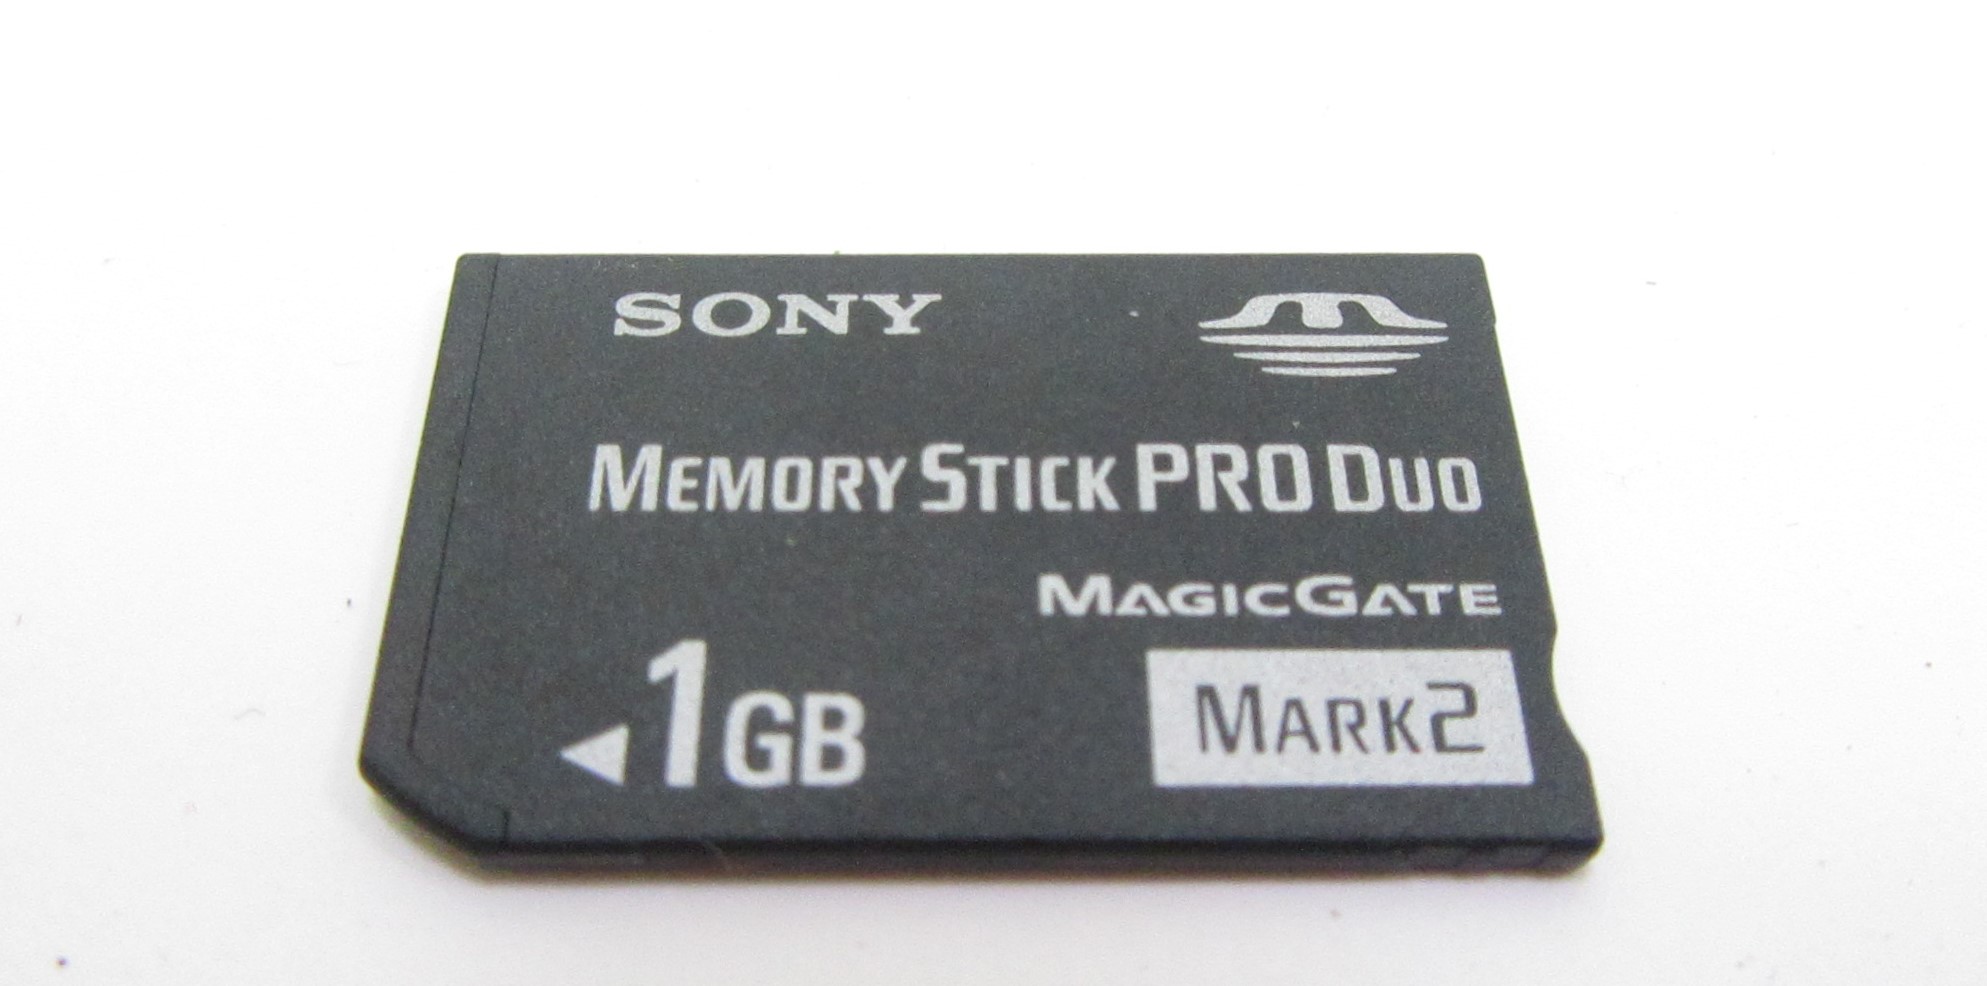 SONY
MEMORY STICK PRO DUO
MAGICGATE
1GB
MARK2